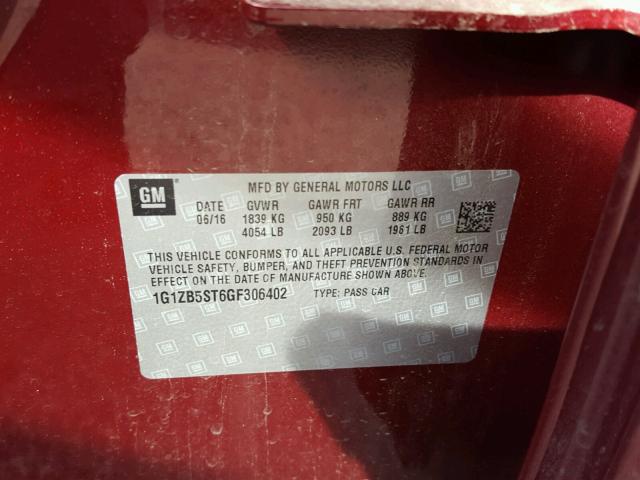 GM
MFD BY GENERAL MOTORS LLC
DATE GVWR GAWR FRT GAWR RR
06/16 1839 KG 950 KG 889 KG
4054 LB 2093 LB 1961 LB
THIS VEHICLE CONFORMS TO ALL APPLICABLE U.S. FEDERAL MOTOR
VEHICLE SAFETY, BUMPER, AND THEFT PREVENTION STANDARDS IN
EFFECT ON THE DATE OF MANUFACTURE SHOWN ABOVE.
1G1ZB5ST6GF306402 TYPE: PASS CAR